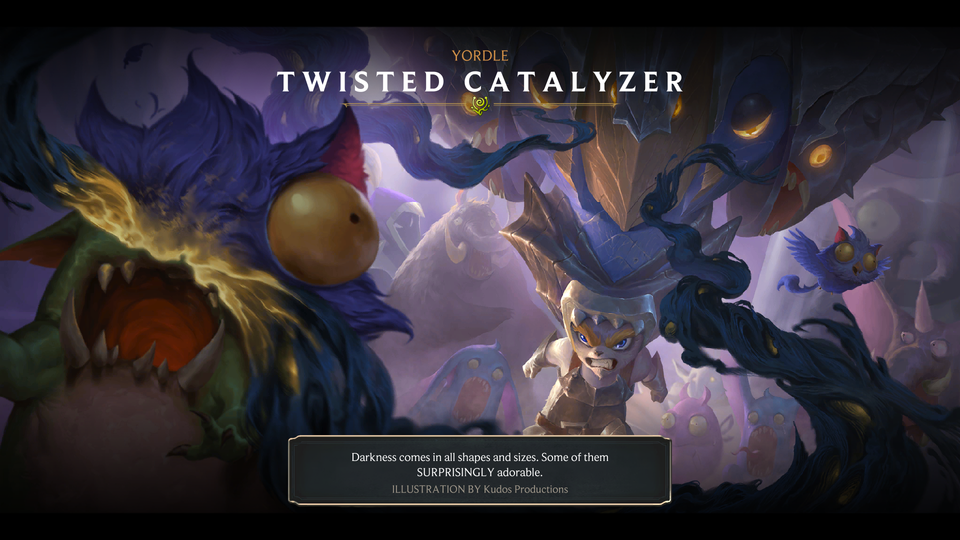 YORDLE
TWISTED CATALYZER
Darkness comes in all shapes and sizes. Some of them
SURPRISINGLY adorable.
ILLUSTRATION BY Kudos Productions